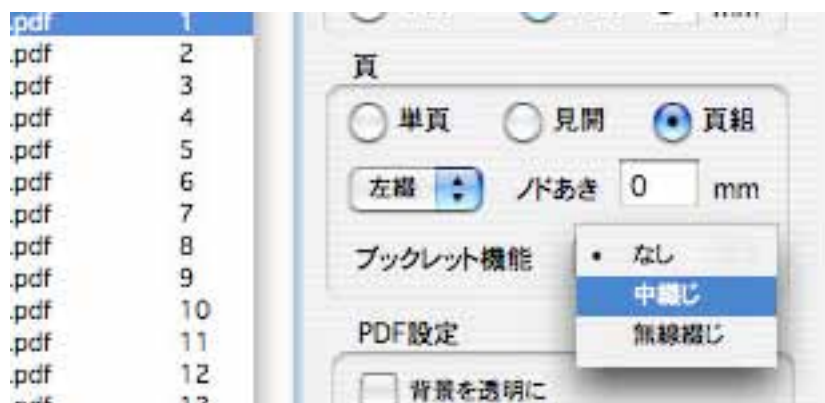 .pdf 1
.pdf 2
.pdf 3
.pdf 4
.pdf 5
.pdf 6
.pdf 7
.pdf 8
.pdf 9
.pdf 10
.pdf 11
.pdf 12
.pdf
mm
頁
単頁 見開 頁組
左綴 ノドあき 0 mm
ブックレット機能
• なし
中綴じ
無線綴じ
PDF設定
背景を透明に